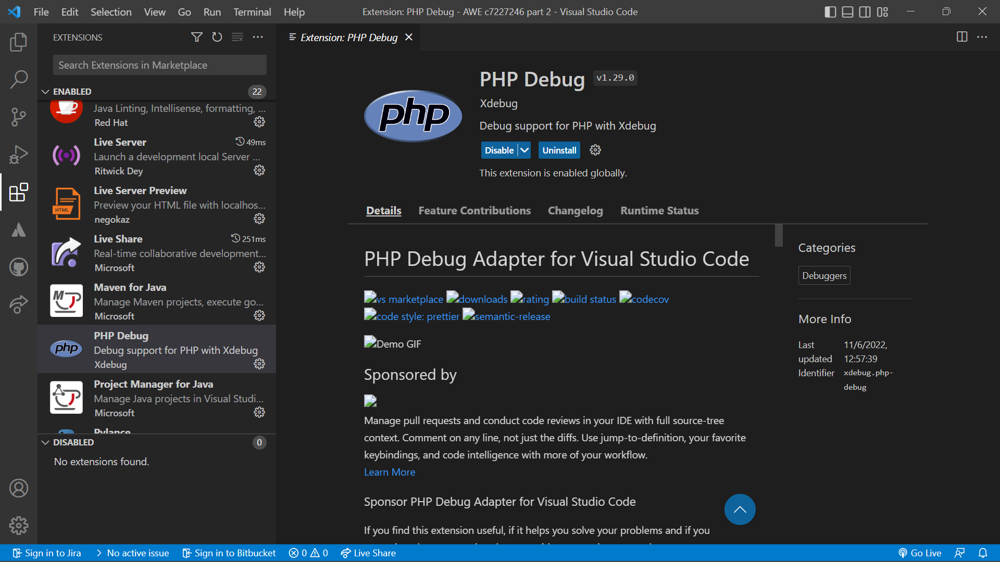 File Edit Selection View Go Run Terminal Help
Extension: PHP Debug - AWE c7227246 part 2 - Visual Studio Code
EXTENSIONS
Search Extensions in Marketplace
ENABLED 22
Java Linting, Intellisense, formatting, ...
Red Hat
Live Server 49ms
Launch a development local Server ...
Ritwick Dey
Live Server Preview
Preview your HTML file with localhos...
negokaz
HTML
Live Share 251ms
Real-time collaborative development...
Microsoft
Maven for Java
Manage Maven projects, execute go...
Microsoft
M
PHP Debug
Debug support for PHP with Xdebug
Xdebug
php
Project Manager for Java
Manage Java projects in Visual Studi...
Microsoft
Pylance
DISABLED 0
No extensions found.
Extension: PHP Debug
php
PHP Debug v1.29.0
Xdebug
Debug support for PHP with Xdebug
Disable Uninstall
This extension is enabled globally.
Details Feature Contributions Changelog Runtime Status
PHP Debug Adapter for Visual Studio Code
vs marketplace downloads rating build status codecov
code style: prettier semantic-release
Demo GIF
Sponsored by
Manage pull requests and conduct code reviews in your IDE with full source-tree
context. Comment on any line, not just the diffs. Use jump-to-definition, your favorite
keybindings, and code intelligence with more of your workflow.
Learn More
Sponsor PHP Debug Adapter for Visual Studio Code
If you find this extension useful, if it helps you solve your problems and if you
Categories
Debuggers
More Info
Last updated 11/6/2022, 12:57:39
Identifier xdebug.php-debug
Sign in to Jira No active issue Sign in to Bitbucket 0 0 Live Share
Go Live